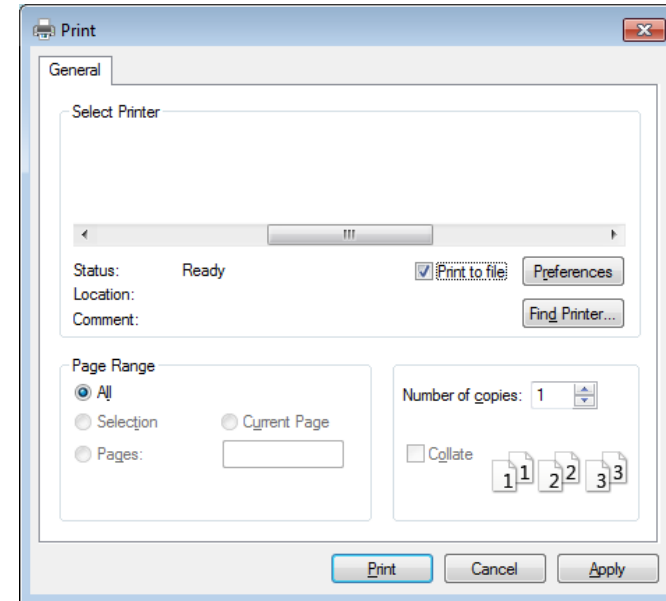 Print
General
Select Printer
Status: Ready
Print to file
Preferences
Location:
Comment:
Find Printer...
Page Range
All
Selection
Current Page
Pages:
Number of copies: 1
Collate
1 1 2 2 3 3
Print Cancel Apply